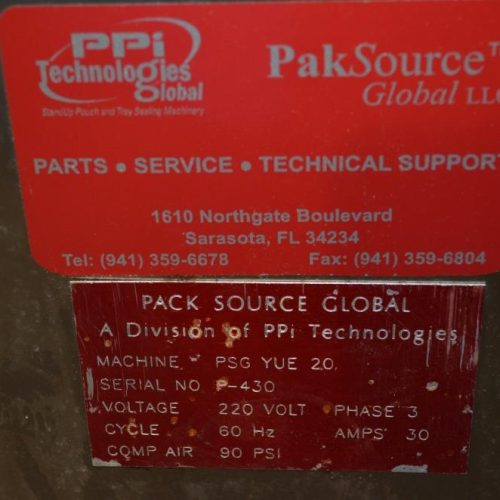 PPi
Technologies
Global
StandUp Pouch and Tray Sealing Machinery
PakSource
Global LLC
PARTS • SERVICE • TECHNICAL SUPPORT
1610 Northgate Boulevard
Sarasota, FL 34234
Tel: (941) 359-6678 Fax: (941) 359-6804
PACK SOURCE GLOBAL
A Division of PPi Technologies
MACHINE PSG YUE 20
SERIAL NO P-430
VOLTAGE 220 VOLT PHASE 3
CYCLE 60 Hz AMPS 30
COMP AIR 90 PSI